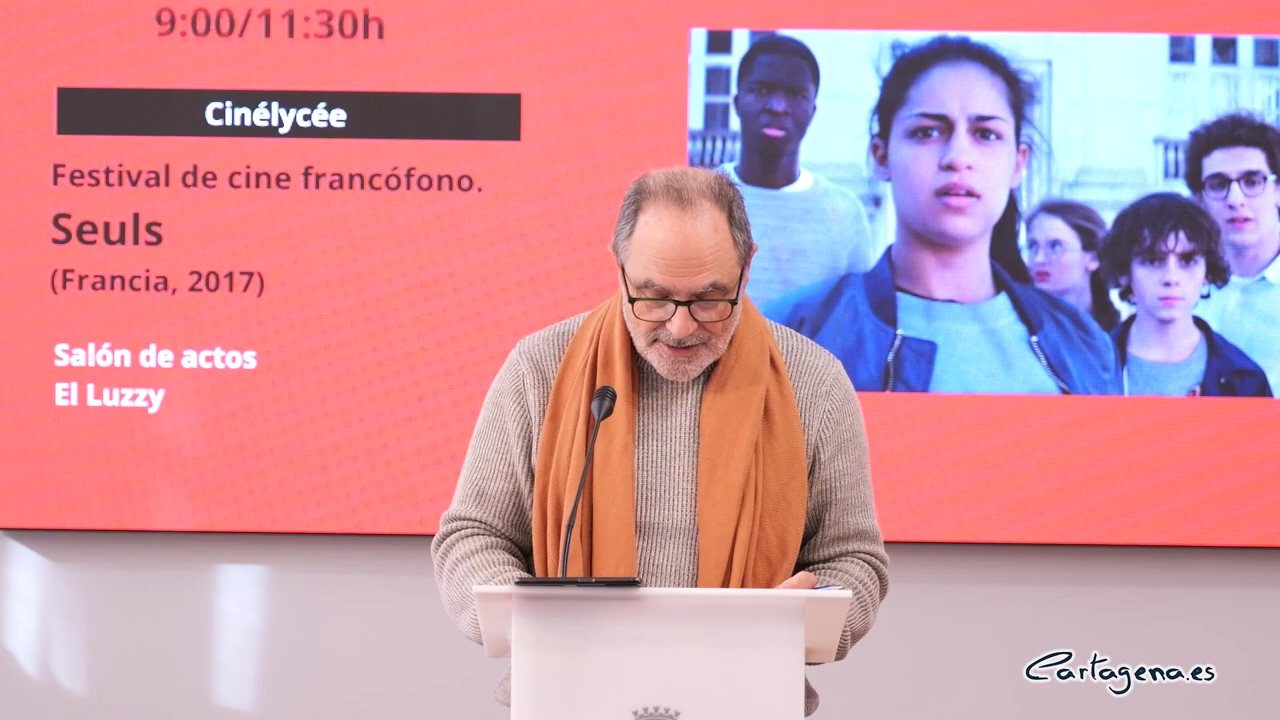 9:00/11:30h
Cinélycée
Festival de cine francófono.
Seuls
(Francia, 2017)
Salón de actos
El Luzzy
Cartagena.es